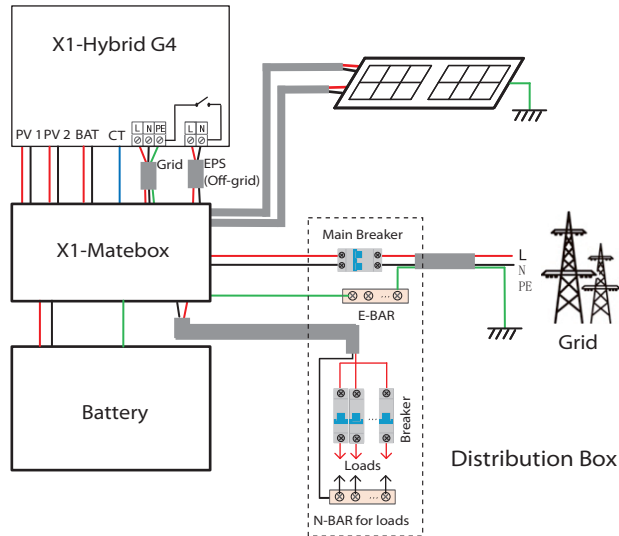 X1-Hybrid G4
PV 1 PV 2 BAT CT
L N PE
L N
Grid
EPS
(Off-grid)
X1-Matebox
Main Breaker
L
N
PE
E-BAR
Grid
Battery
Breaker
Loads
N-BAR for loads
Distribution Box